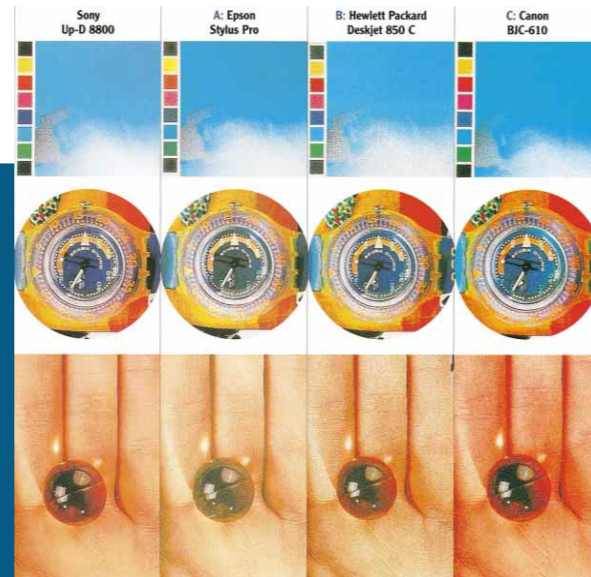 Sony
Up-D 8800
A: Epson
Stylus Pro
B: Hewlett Packard
Deskjet 850 C
C: Canon
BJC-610